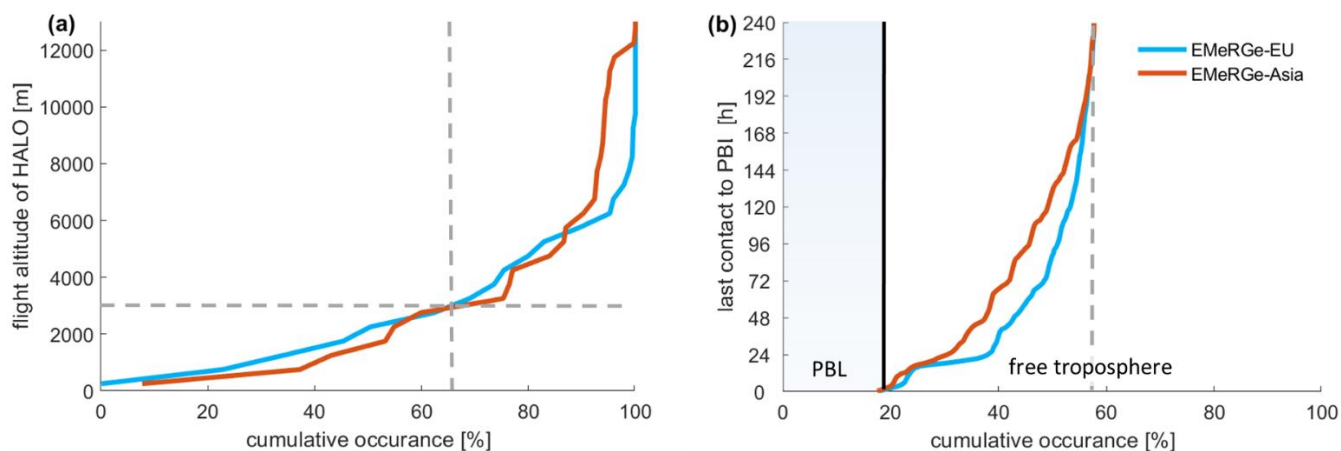 (a)
flight altitude of HALO [m]
12000
10000
8000
6000
4000
2000
0
0 20 40 60 80 100
cumulative occurance [%]
(b)
last contact to PBL [h]
240
216
192
168
144
120
96
72
48
24
0
EMeRGe-EU
EMeRGe-Asia
PBL
free troposphere
0 20 40 60 80 100
cumulative occurance [%]